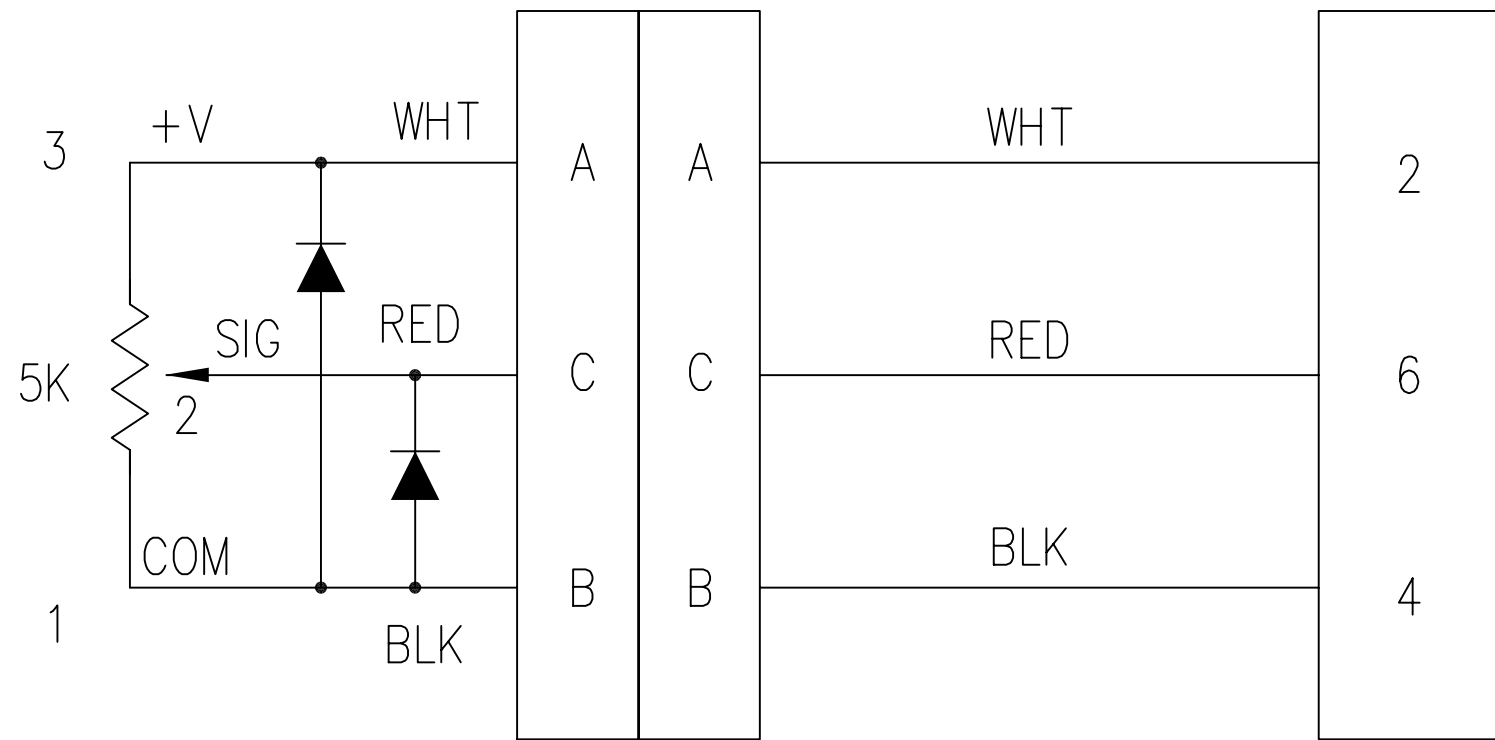 +V WHT WHT
3 A A 2
SIG RED RED
5K 2 C C 6
COM BLK
1 BLK B B 4